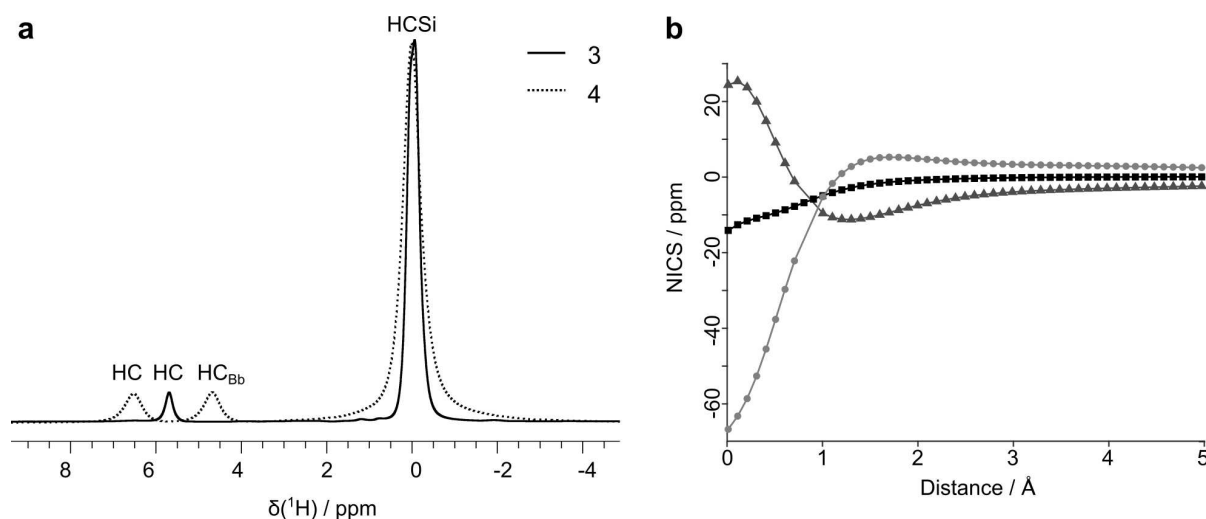 a
HCSi
3
4
HC HC HC_Bb
8 6 4 2 0 -2 -4
δ(¹H) / ppm
b
20
0
-20
-40
-60
NICS / ppm
0 1 2 3 4 5
Distance / Å